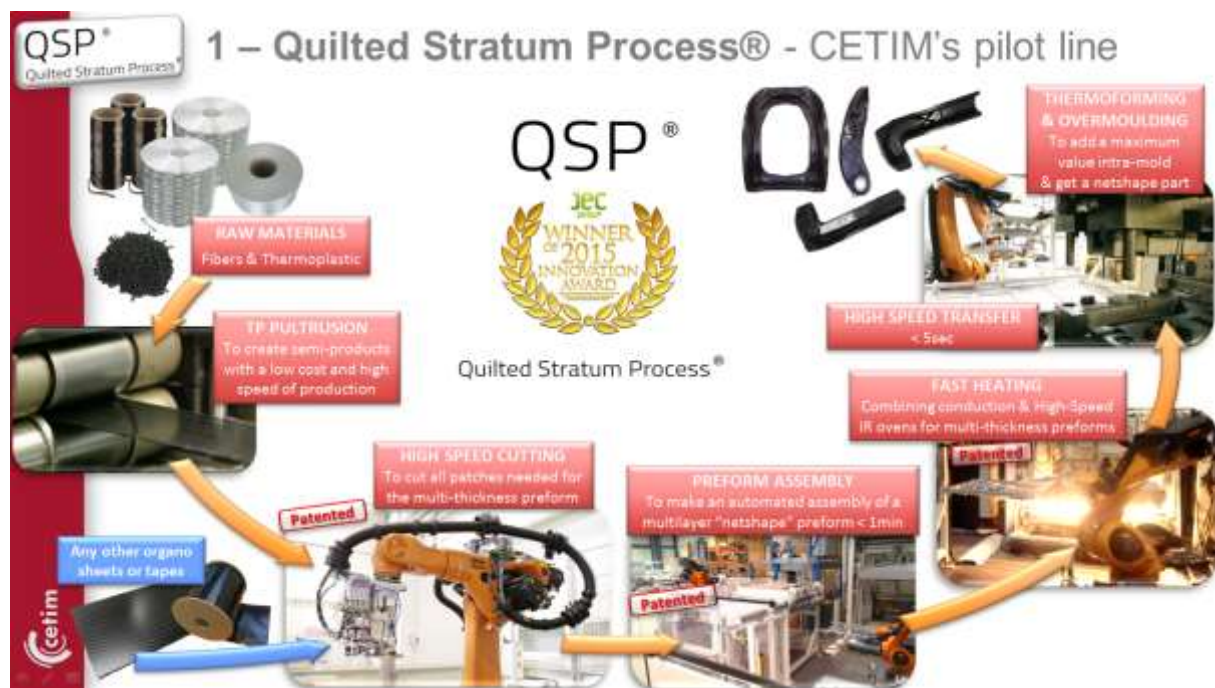 QSP®
Quilted Stratum Process®
1 – Quilted Stratum Process® - CETIM's pilot line
RAW MATERIALS
Fibers & Thermoplastic
TP PULTRUSION
To create semi-products
with a low cost and high
speed of production
Any other organo
sheets or tapes
HIGH SPEED CUTTING
To cut all patches needed for
the multi-thickness preform
Patented
PREFORM ASSEMBLY
To make an automated assembly of a
multilayer "netshape" preform < 1min
Patented
FAST HEATING
Combining conduction & High-Speed
IR ovens for multi-thickness preforms
Patented
HIGH SPEED TRANSFER
< 5sec
THERMOFORMING
& OVERMOULDING
To add a maximum
value intra-mold
& get a netshape part
QSP®
JEC
GROUP
WINNER
OF 2015
INNOVATION
AWARD
Quilted Stratum Process®
cetim